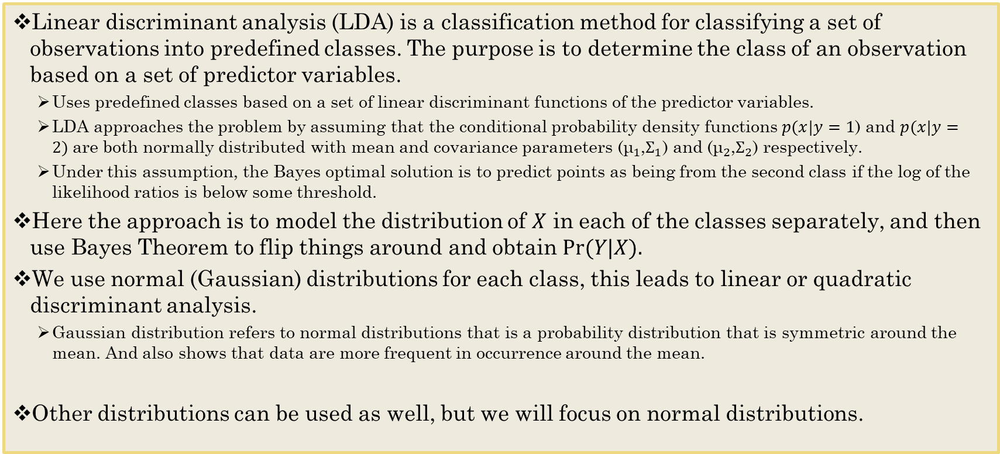 ❖Linear discriminant analysis (LDA) is a classification method for classifying a set of
observations into predefined classes. The purpose is to determine the class of an observation
based on a set of predictor variables.
➢Uses predefined classes based on a set of linear discriminant functions of the predictor variables.
➢LDA approaches the problem by assuming that the conditional probability density functions 𝑝(𝑥|𝑦 = 1) and 𝑝(𝑥|𝑦 =
2) are both normally distributed with mean and covariance parameters (µ₁,Σ₁) and (µ₂,Σ₂) respectively.
➢Under this assumption, the Bayes optimal solution is to predict points as being from the second class if the log of the
likelihood ratios is below some threshold.
❖Here the approach is to model the distribution of 𝑋 in each of the classes separately, and then
use Bayes Theorem to flip things around and obtain Pr(𝑌|𝑋).
❖We use normal (Gaussian) distributions for each class, this leads to linear or quadratic
discriminant analysis.
➢Gaussian distribution refers to normal distributions that is a probability distribution that is symmetric around the
mean. And also shows that data are more frequent in occurrence around the mean.
❖Other distributions can be used as well, but we will focus on normal distributions.